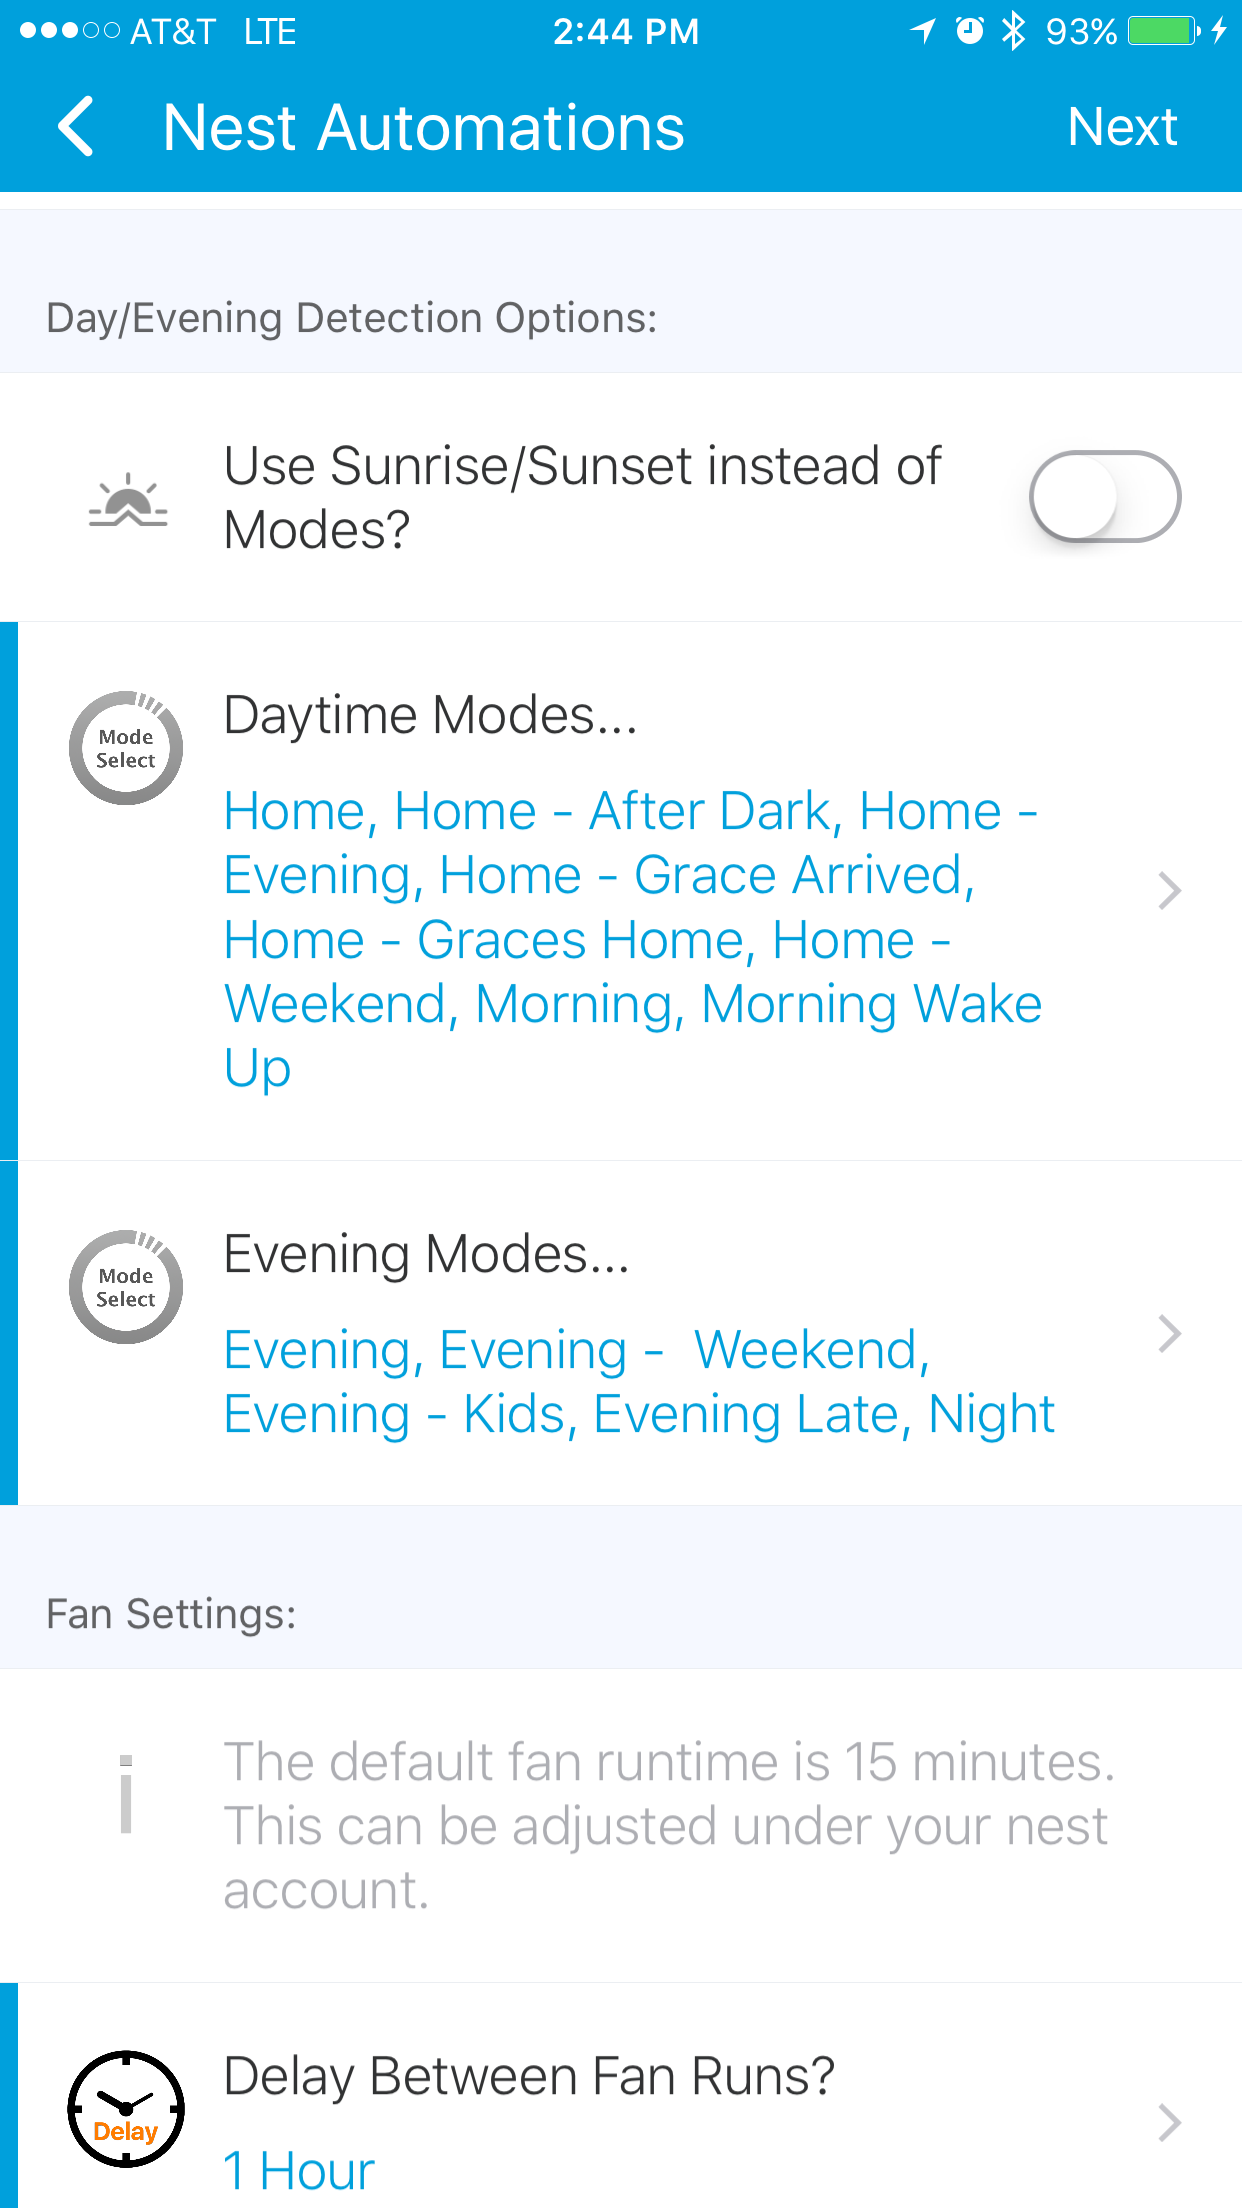 AT&T LTE 2:44 PM 93%
Nest Automations Next
Day/Evening Detection Options:
Use Sunrise/Sunset instead of
Modes?
Mode
Select
Daytime Modes...
Home, Home - After Dark, Home -
Evening, Home - Grace Arrived,
Home - Graces Home, Home -
Weekend, Morning, Morning Wake
Up
Mode
Select
Evening Modes...
Evening, Evening -  Weekend,
Evening - Kids, Evening Late, Night
Fan Settings:
i
The default fan runtime is 15 minutes.
This can be adjusted under your nest
account.
Delay
Delay Between Fan Runs?
1 Hour